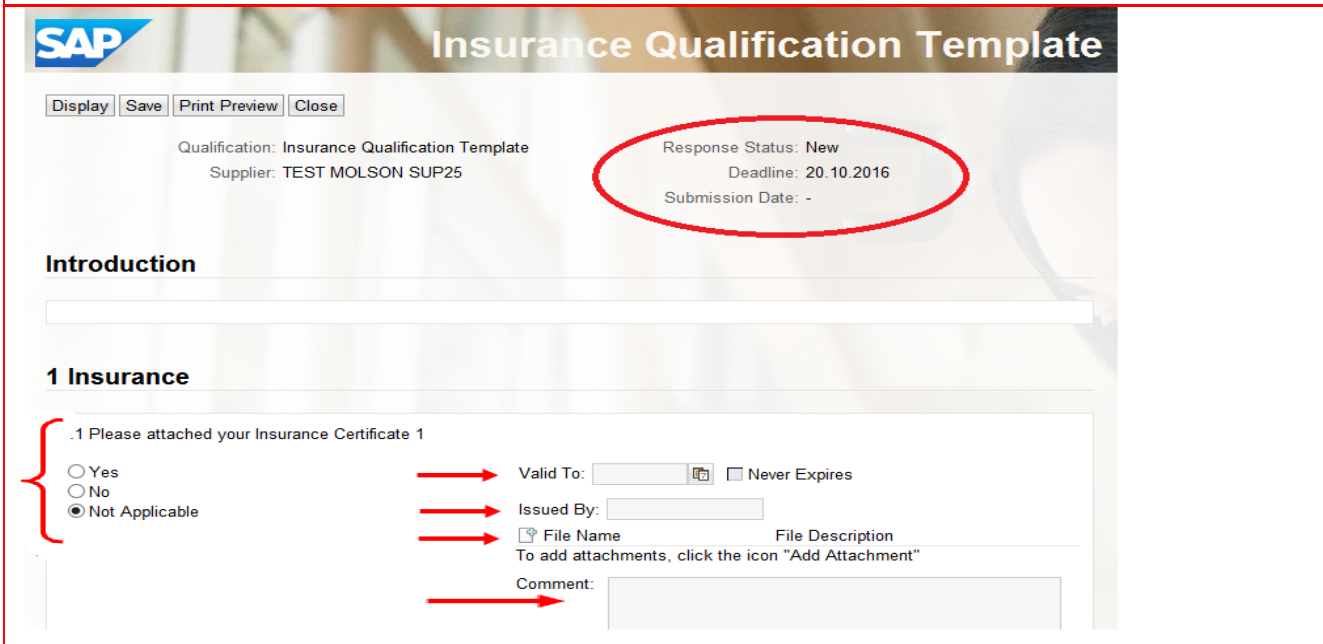 SAP
Insurance Qualification Template
Display Save Print Preview Close
Qualification: Insurance Qualification Template
Supplier: TEST MOLSON SUP25
Response Status: New
Deadline: 20.10.2016
Submission Date: -
Introduction
1 Insurance
.1 Please attached your Insurance Certificate 1
Yes
No
Not Applicable
Valid To: Never Expires
Issued By:
File Name File Description
To add attachments, click the icon "Add Attachment"
Comment: